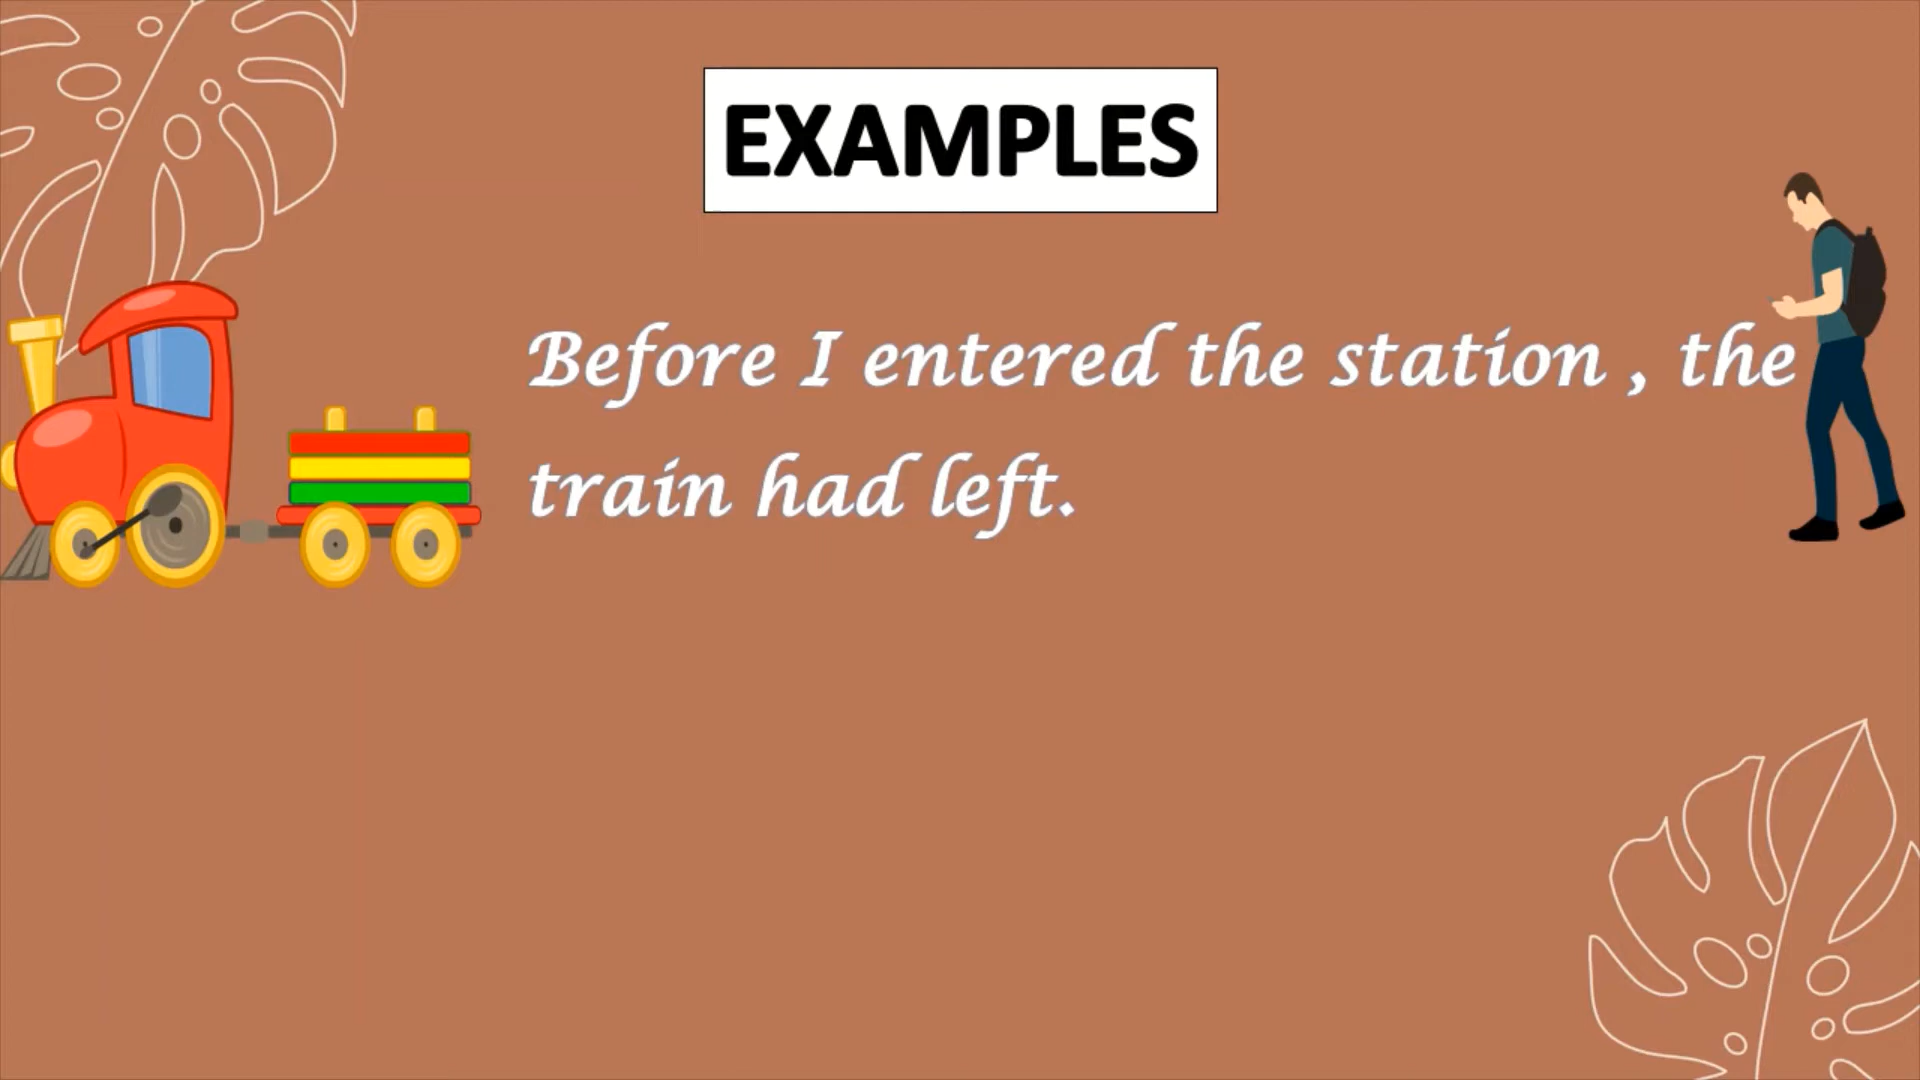 EXAMPLES
Before I entered the station , the
train had left.